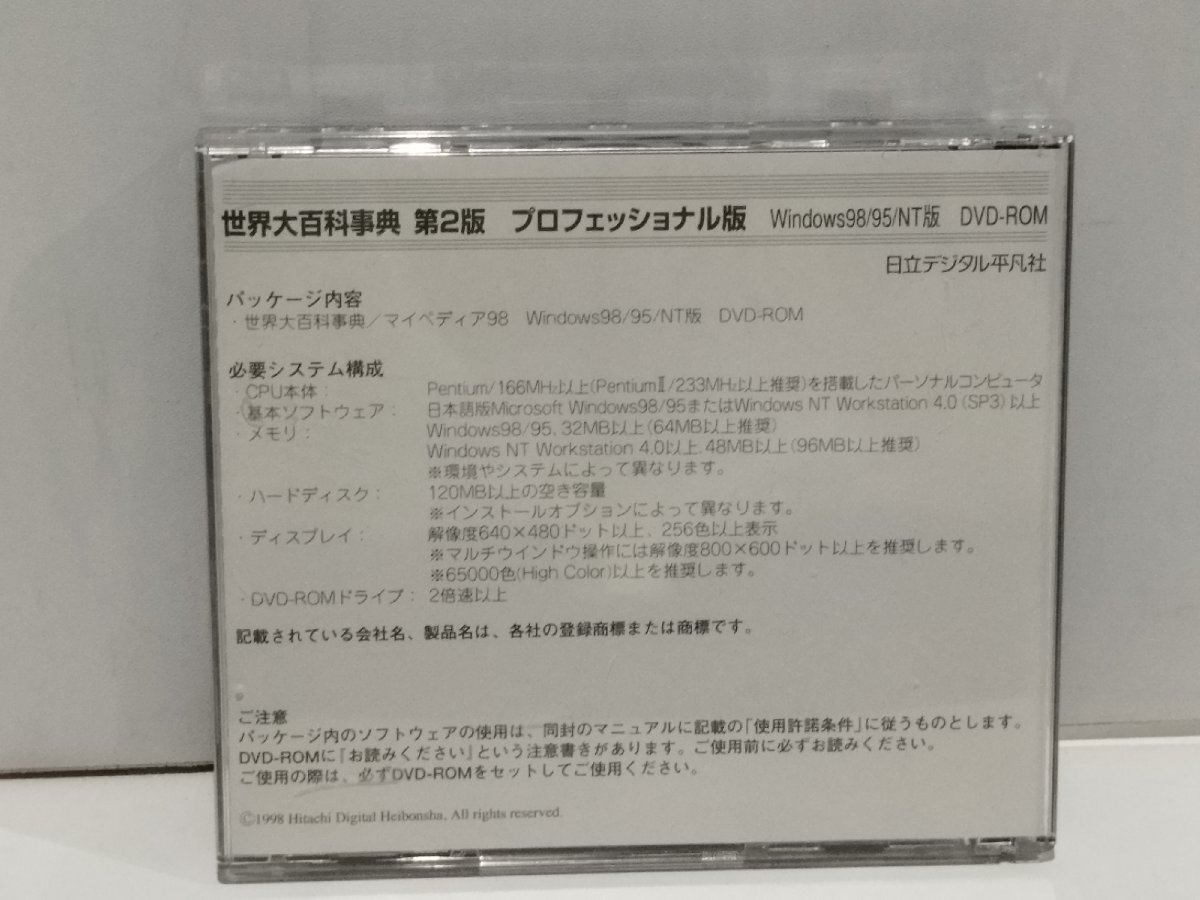 世界大百科事典 第2版　プロフェッショナル版　Windows98/95/NT版　DVD-ROM
日立デジタル平凡社
パッケージ内容
・世界大百科事典／マイペディア98　Windows98/95/NT版　DVD-ROM
必要システム構成
・CPU本体：　Pentium/166MHz以上(PentiumⅡ/233MHz以上推奨)を搭載したパーソナルコンピュータ
・基本ソフトウェア：　日本語版Microsoft Windows98/95またはWindows NT Workstation 4.0 (SP3) 以上
・メモリ：　Windows98/95, 32MB以上(64MB以上推奨)
Windows NT Workstation 4.0以上, 48MB以上(96MB以上推奨)
※環境やシステムによって異なります。
・ハードディスク：　120MB以上の空き容量
※インストールオプションによって異なります。
・ディスプレイ：　解像度640×480ドット以上、256色以上表示
※マルチウインドウ操作には解像度800×600ドット以上を推奨します。
※65000色(High Color)以上を推奨します。
・DVD-ROMドライブ：　2倍速以上
記載されている会社名、製品名は、各社の登録商標または商標です。
ご注意
パッケージ内のソフトウェアの使用は、同封のマニュアルに記載の「使用許諾条件」に従うものとします。
DVD-ROMに『お読みください』という注意書きがあります。ご使用前に必ずお読みください。
ご使用の際は、必ずDVD-ROMをセットしてご使用ください。
©1998 Hitachi Digital Heibonsha, All rights reserved.